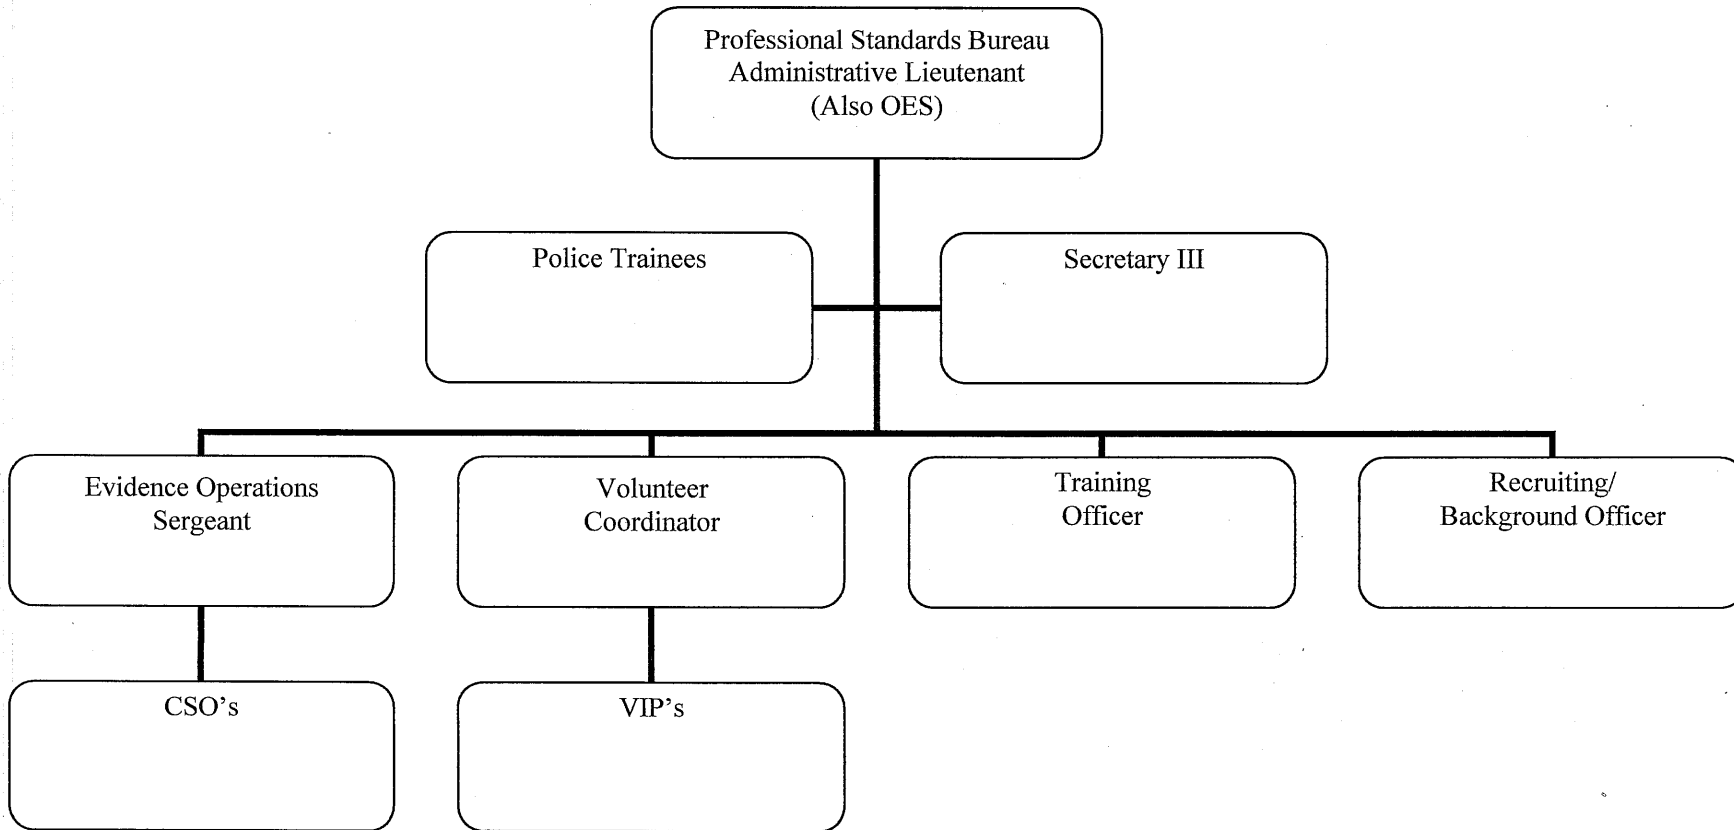 Professional Standards Bureau
Administrative Lieutenant
(Also OES)
Police Trainees
Secretary III
Evidence Operations
Sergeant
Volunteer
Coordinator
Training
Officer
Recruiting/
Background Officer
CSO’s
VIP’s